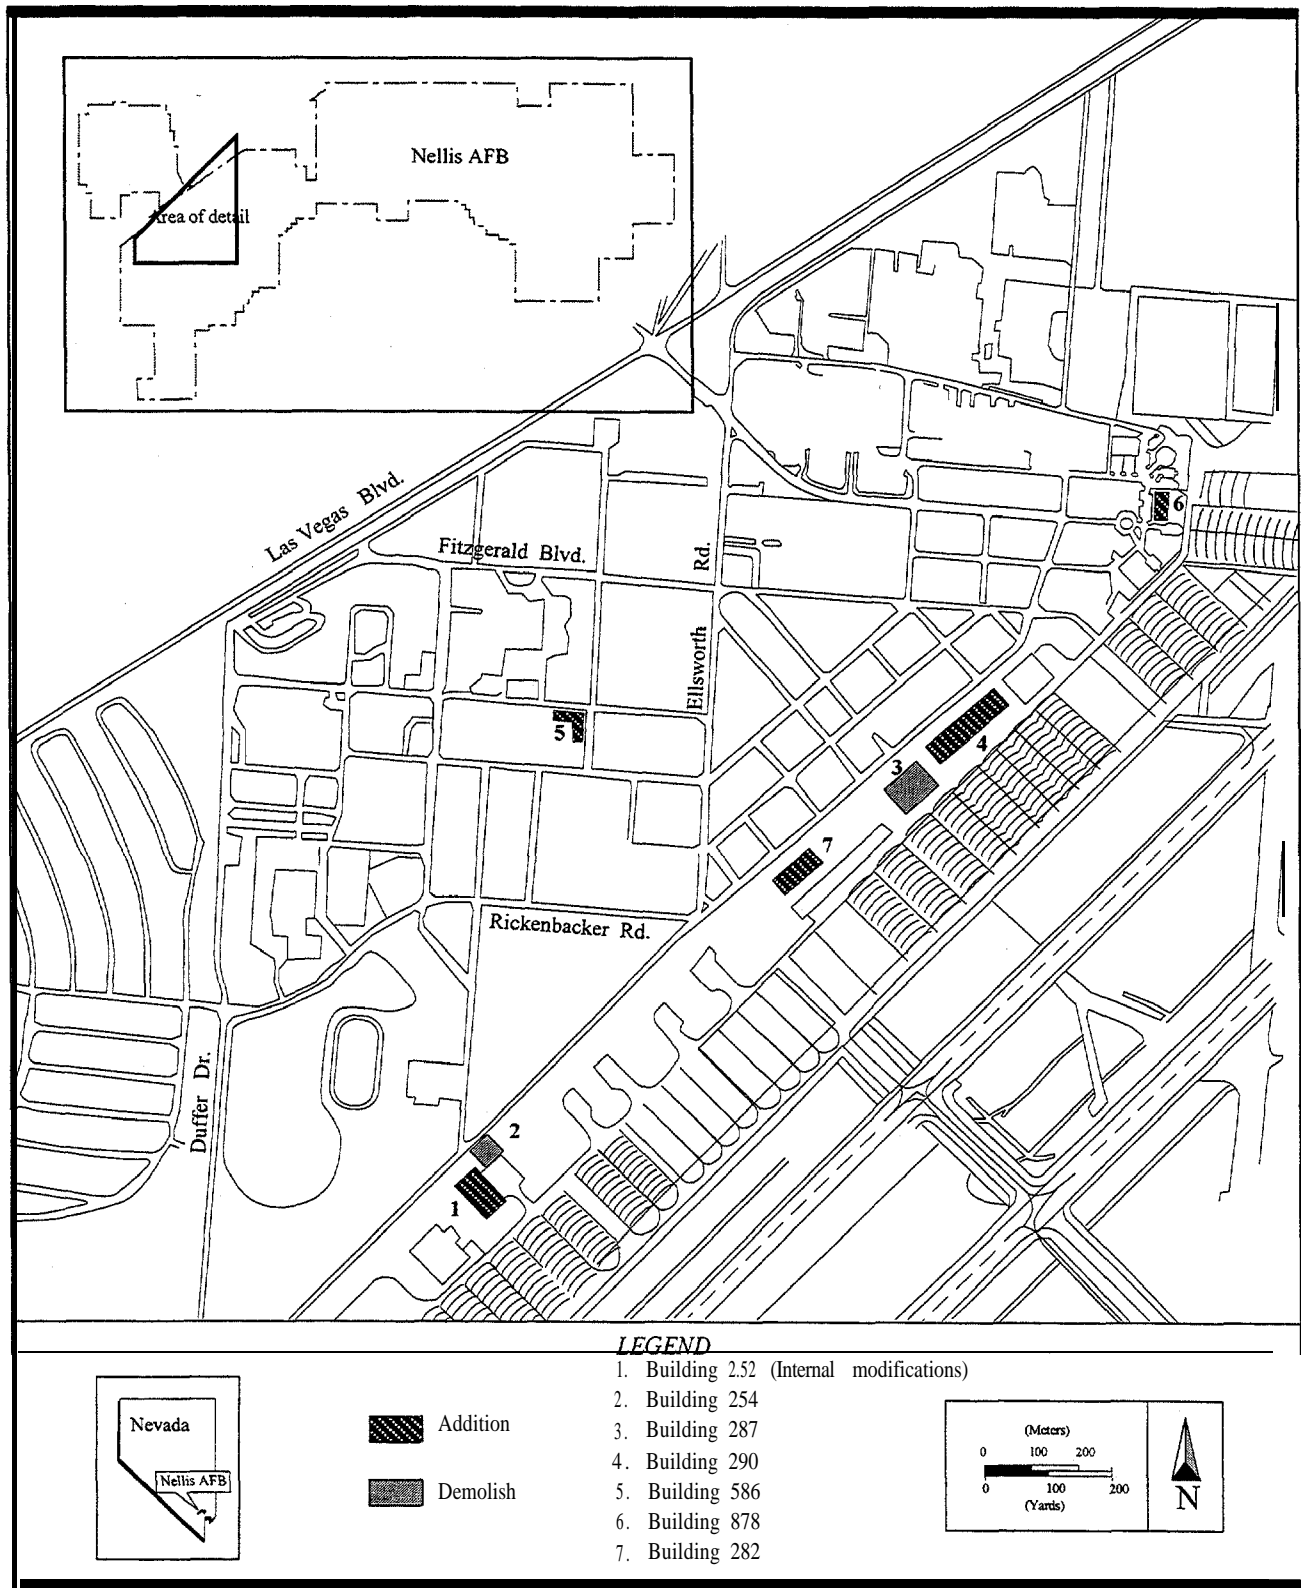 Nellis AFB
Area of detail
Las Vegas Blvd.
Fitzgerald Blvd.
Ellsworth Rd.
6
5
4
3
7
Rickenbacker Rd.
Duffer Dr.
2
1
LEGEND
1. Building 2.52 (Internal modifications)
2. Building 254
3. Building 287
4. Building 290
5. Building 586
6. Building 878
7. Building 282
Addition
Demolish
Nevada
Nellis AFB
(Meters)
0 100 200
0 100 200
(Yards)
N